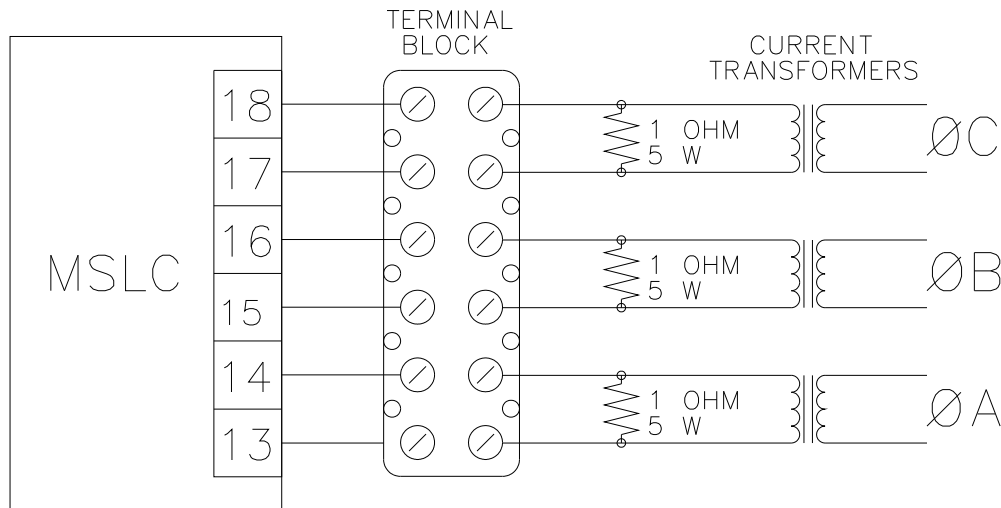 TERMINAL
BLOCK
CURRENT
TRANSFORMERS
MSLC
18
17
16
15
14
13
1 OHM
5 W
ØC
1 OHM
5 W
ØB
1 OHM
5 W
ØA